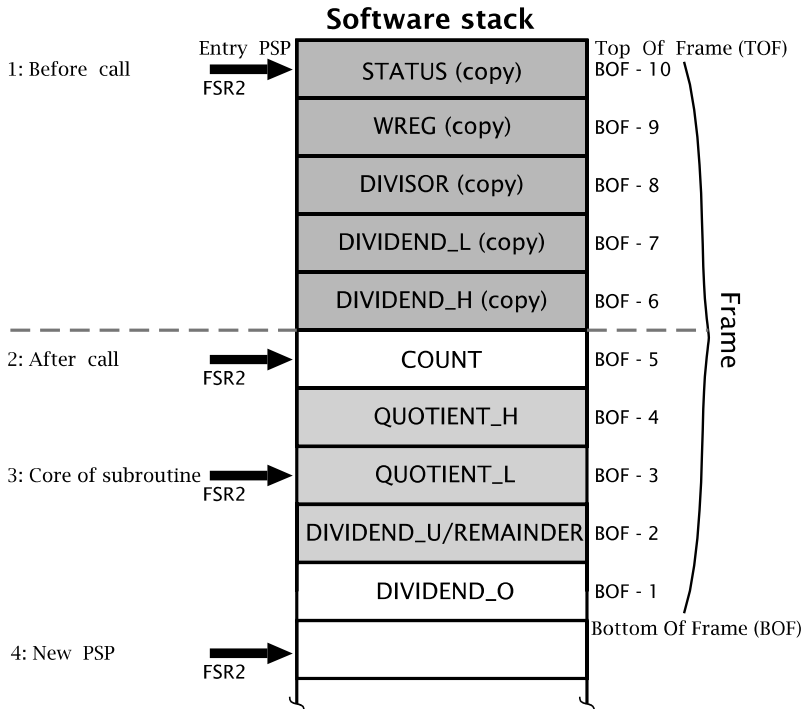 Software stack
Entry PSP
Top Of Frame (TOF)
1: Before call
FSR2
STATUS (copy)
BOF - 10
WREG (copy)
BOF - 9
DIVISOR (copy)
BOF - 8
DIVIDEND_L (copy)
BOF - 7
DIVIDEND_H (copy)
BOF - 6
Frame
2: After call
FSR2
COUNT
BOF - 5
QUOTIENT_H
BOF - 4
3: Core of subroutine
FSR2
QUOTIENT_L
BOF - 3
DIVIDEND_U/REMAINDER
BOF - 2
DIVIDEND_O
BOF - 1
Bottom Of Frame (BOF)
4: New PSP
FSR2